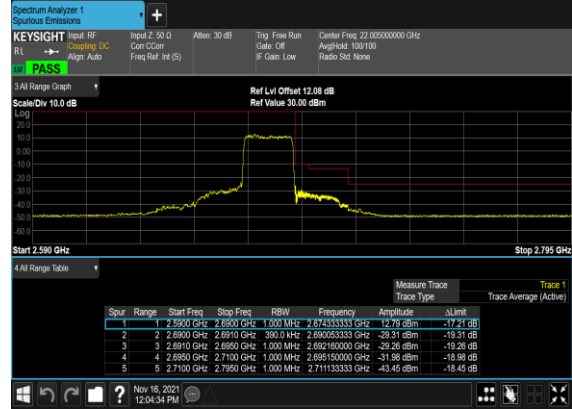 Spectrum Analyzer 1
Spurious Emissions
KEYSIGHT Input: RF Input Z: 50 Ω Atten: 30 dB Trig: Free Run Center Freq: 22.005000000 GHz
RL Coupling: DC Corr CCorr Gate: Off Avg|Hold: 100/100
Align: Auto Freq Ref: Int (S) IF Gain: Low Radio Std: None
PASS
3 All Range Graph
Ref Lvl Offset 12.08 dB
Scale/Div 10.0 dB Ref Value 30.00 dBm
Log
20.0
10.0
0.00
-10.0
-20.0
-30.0
-40.0
-50.0
-60.0
Start 2.590 GHz Stop 2.795 GHz
4 All Range Table
Measure Trace Trace 1
Trace Type Trace Average (Active)
Spur Range Start Freq Stop Freq RBW Frequency Amplitude ΔLimit
1 1 2.5900 GHz 2.6900 GHz 1.000 MHz 2.674333333 GHz 12.79 dBm -17.21 dB
2 2 2.6900 GHz 2.6910 GHz 390.0 kHz 2.690053333 GHz -29.31 dBm -19.31 dB
3 3 2.6910 GHz 2.6950 GHz 1.000 MHz 2.692160000 GHz -29.26 dBm -19.26 dB
4 4 2.6950 GHz 2.7100 GHz 1.000 MHz 2.695150000 GHz -31.98 dBm -18.98 dB
5 5 2.7100 GHz 2.7950 GHz 1.000 MHz 2.711133333 GHz -43.45 dBm -18.45 dB
Nov 16, 2021
12:04:34 PM